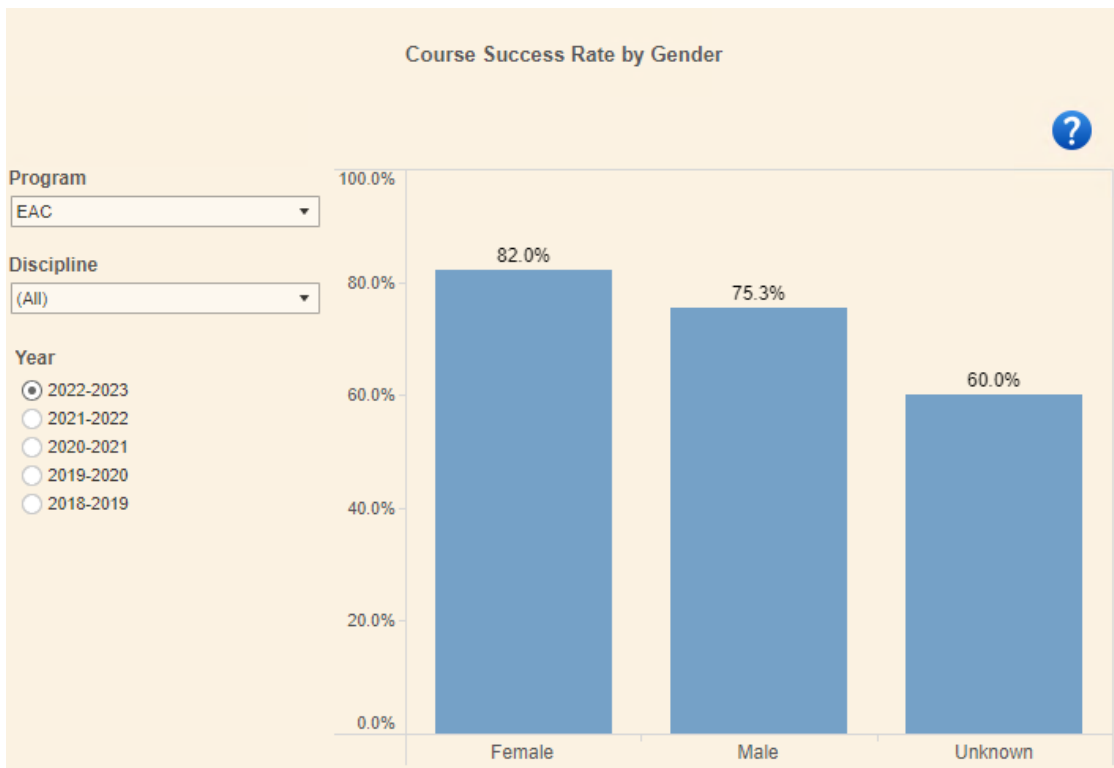 Course Success Rate by Gender
?
Program
EAC
Discipline
(All)
Year
2022-2023
2021-2022
2020-2021
2019-2020
2018-2019
100.0%
80.0%
60.0%
40.0%
20.0%
0.0%
82.0%
75.3%
60.0%
Female Male Unknown